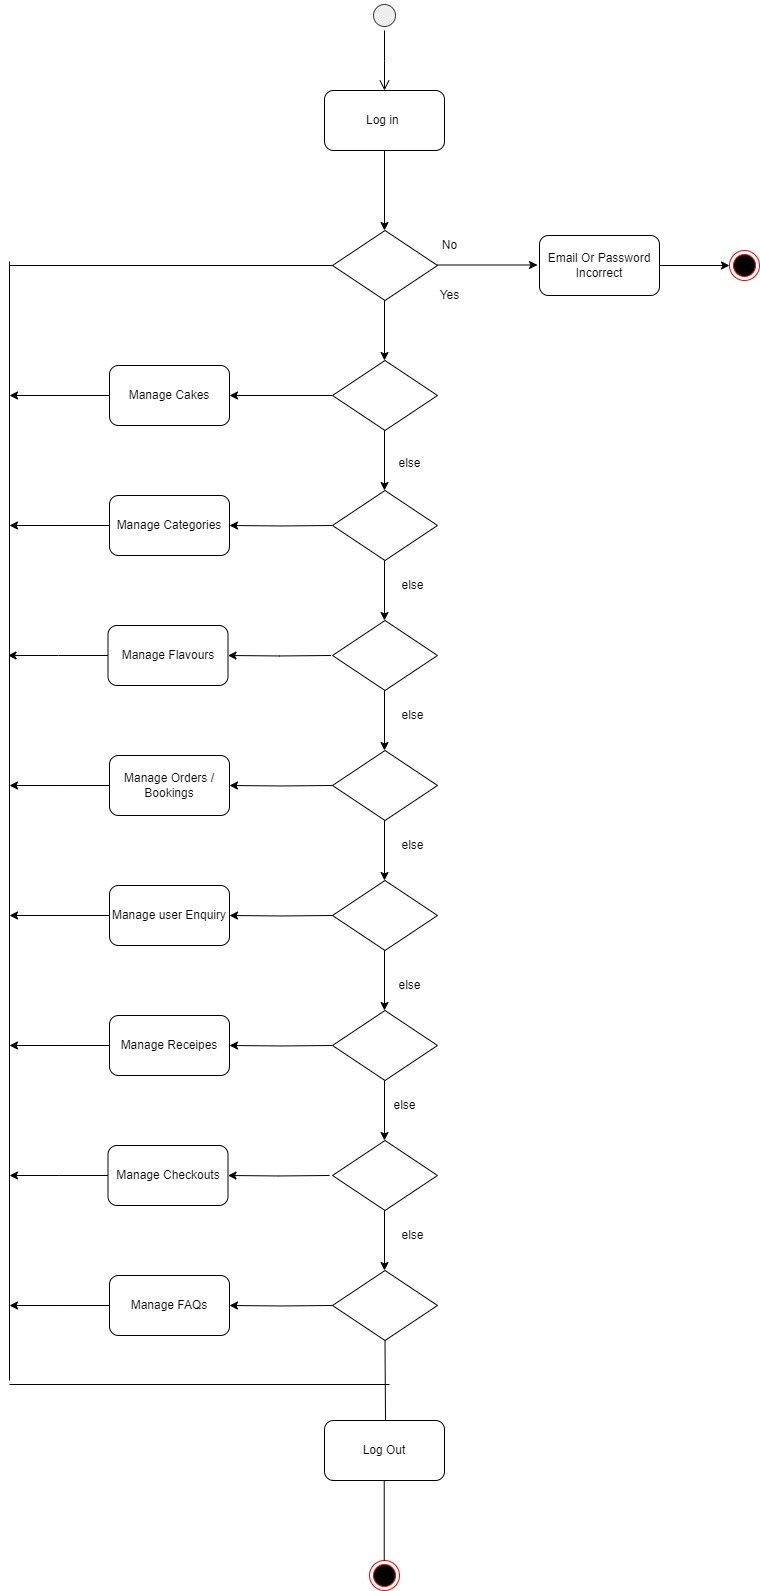 Log in
No
Email Or Password
Incorrect
Yes
Manage Cakes
else
Manage Categories
else
Manage Flavours
else
Manage Orders /
Bookings
else
Manage user Enquiry
else
Manage Receipes
else
Manage Checkouts
else
Manage FAQs
Log Out